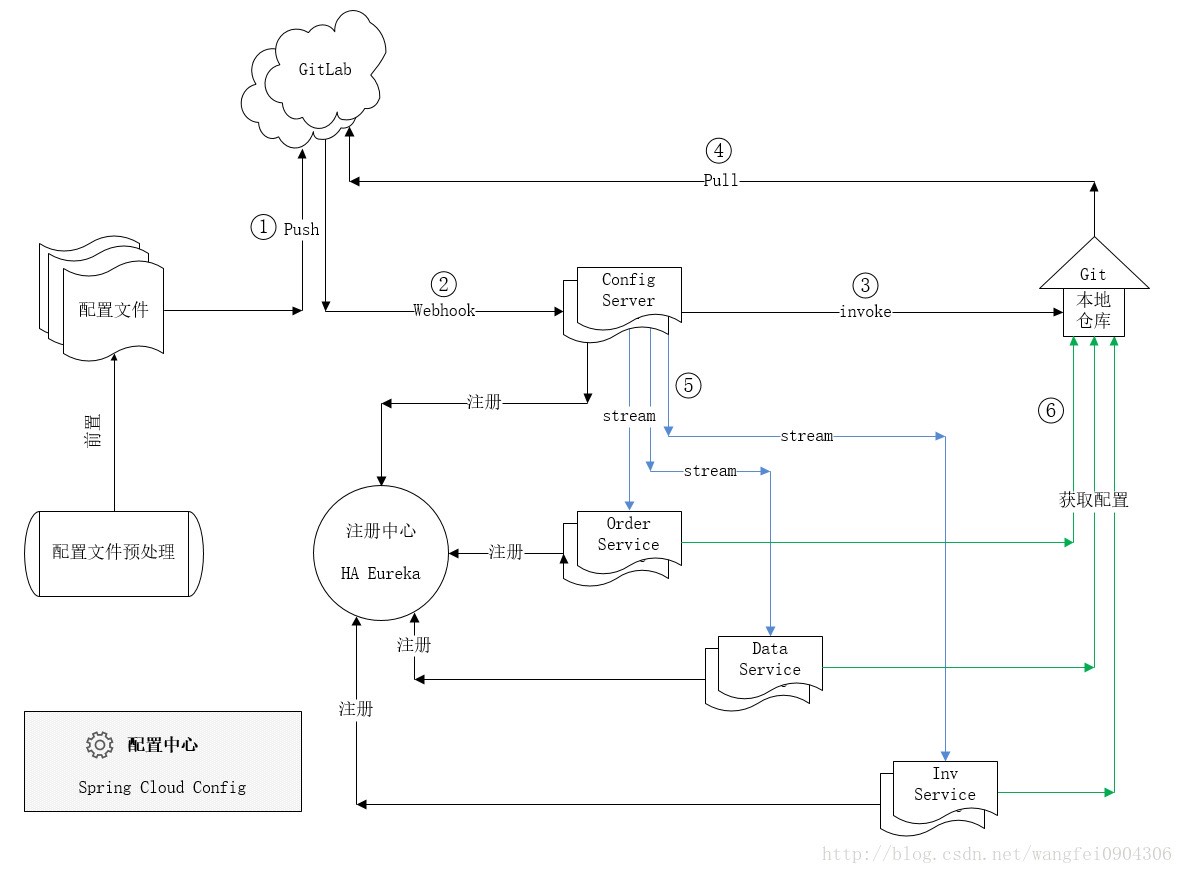 GitLab
④
Pull
① Push
②
Webhook
Config
Server
③
invoke
Git
本地
仓库
配置文件
前置
配置文件预处理
注册
⑤
stream
stream
stream
⑥
获取配置
注册中心
HA Eureka
注册
Order
Service
注册
Data
Service
注册
Inv
Service
配置中心
Spring Cloud Config
http://blog.csdn.net/wangfei0904306